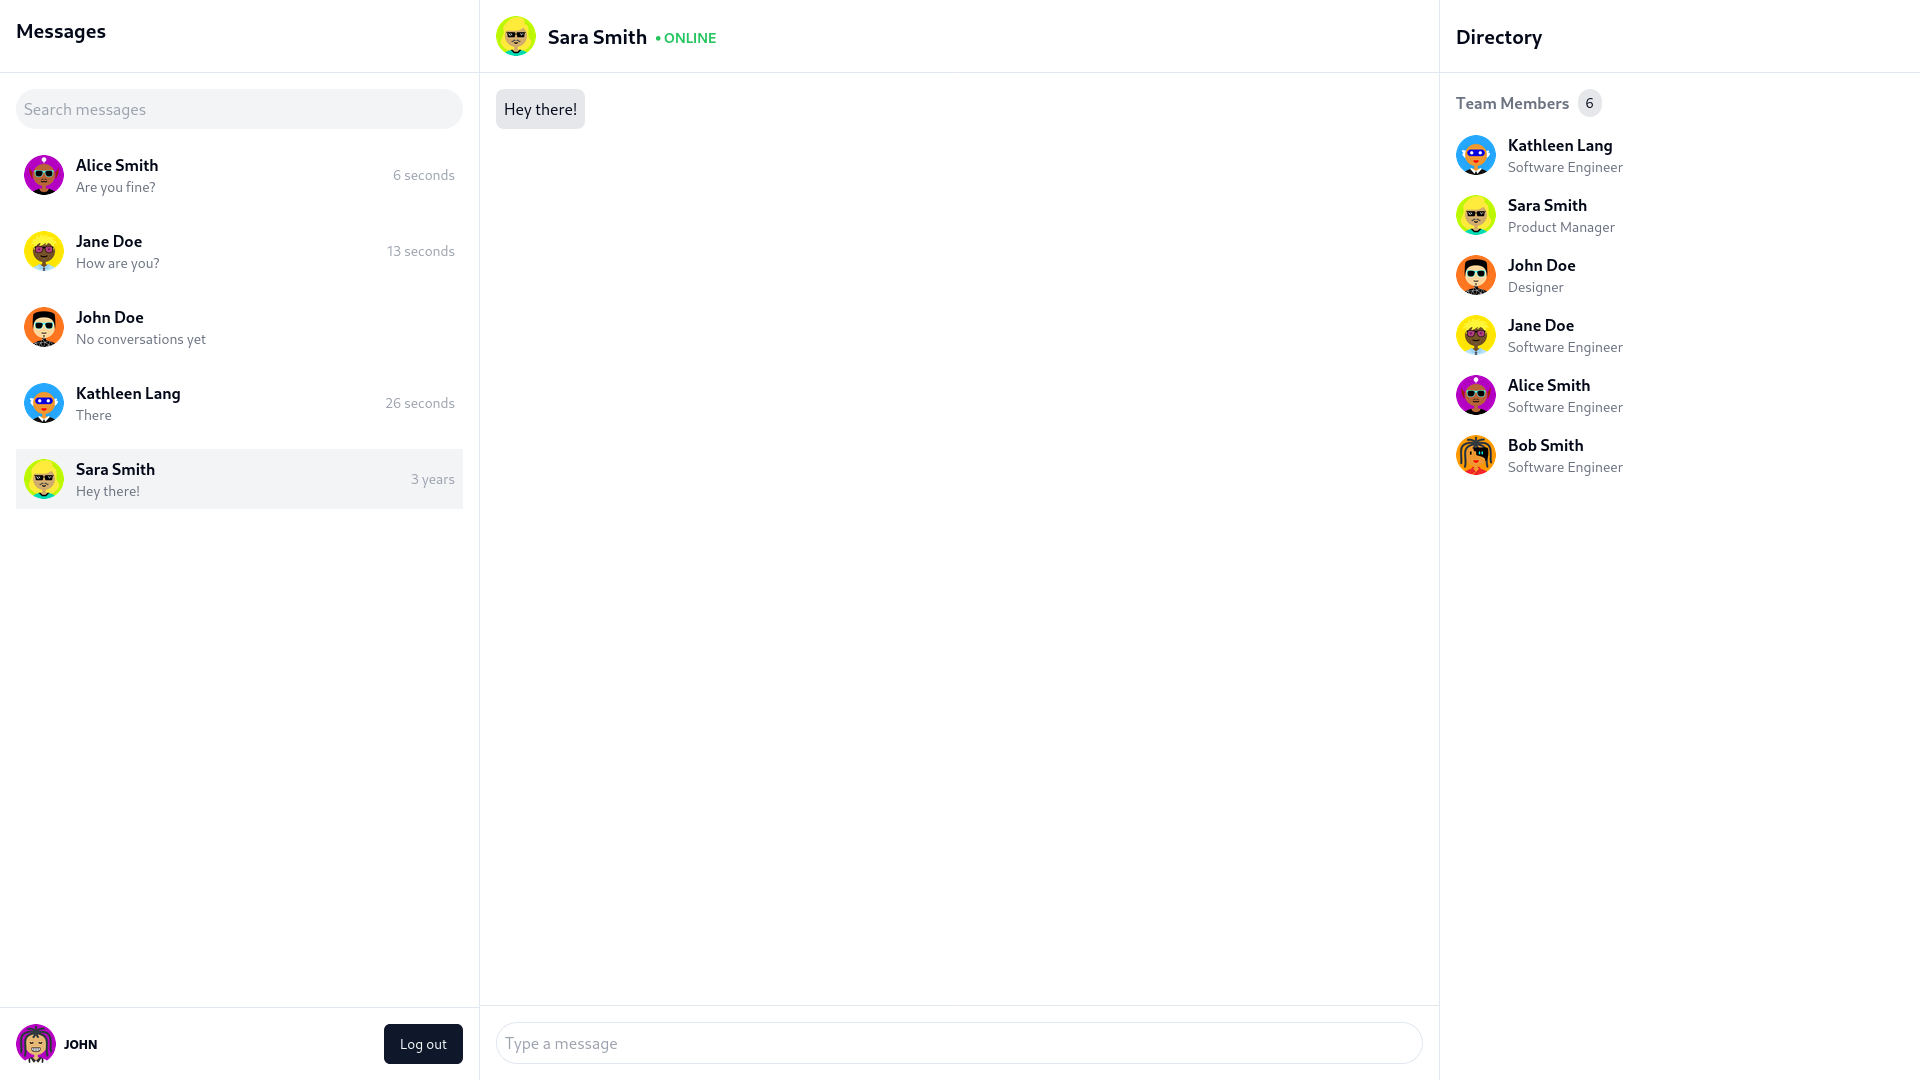 Messages
Search messages
Alice Smith
Are you fine?
6 seconds
Jane Doe
How are you?
13 seconds
John Doe
No conversations yet
Kathleen Lang
There
26 seconds
Sara Smith
Hey there!
3 years
JOHN
Log out
Sara Smith • ONLINE
Hey there!
Type a message
Directory
Team Members 6
Kathleen Lang
Software Engineer
Sara Smith
Product Manager
John Doe
Designer
Jane Doe
Software Engineer
Alice Smith
Software Engineer
Bob Smith
Software Engineer